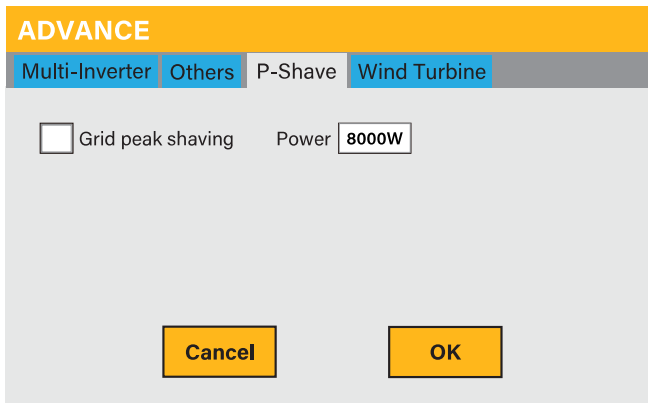 ADVANCE
Multi-Inverter Others P-Shave Wind Turbine
Grid peak shaving Power 8000W
Cancel OK